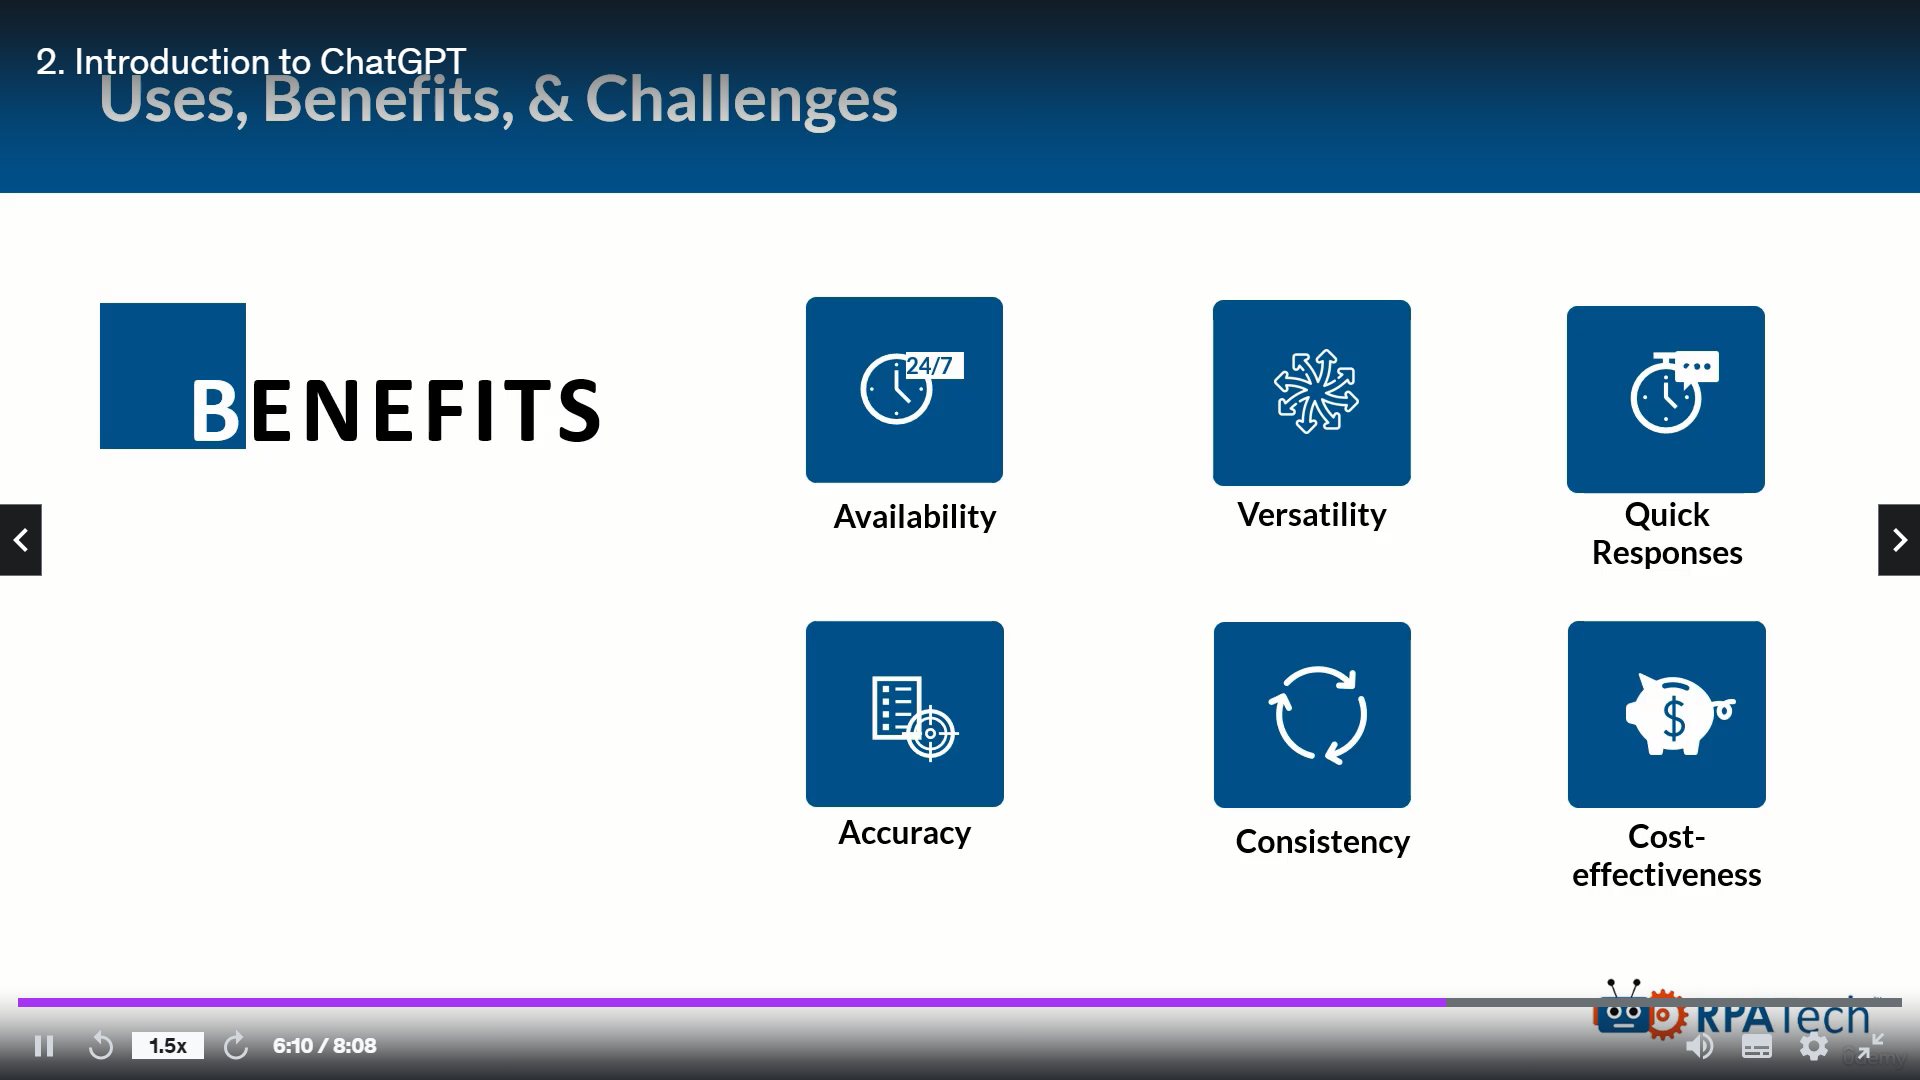 2. Introduction to ChatGPT
Uses, Benefits, & Challenges
BENEFITS
24/7
Availability
Versatility
Quick
Responses
$
Accuracy
Consistency
Cost-
effectiveness
RPATech
1.5x
6:10 / 8:08
udemy